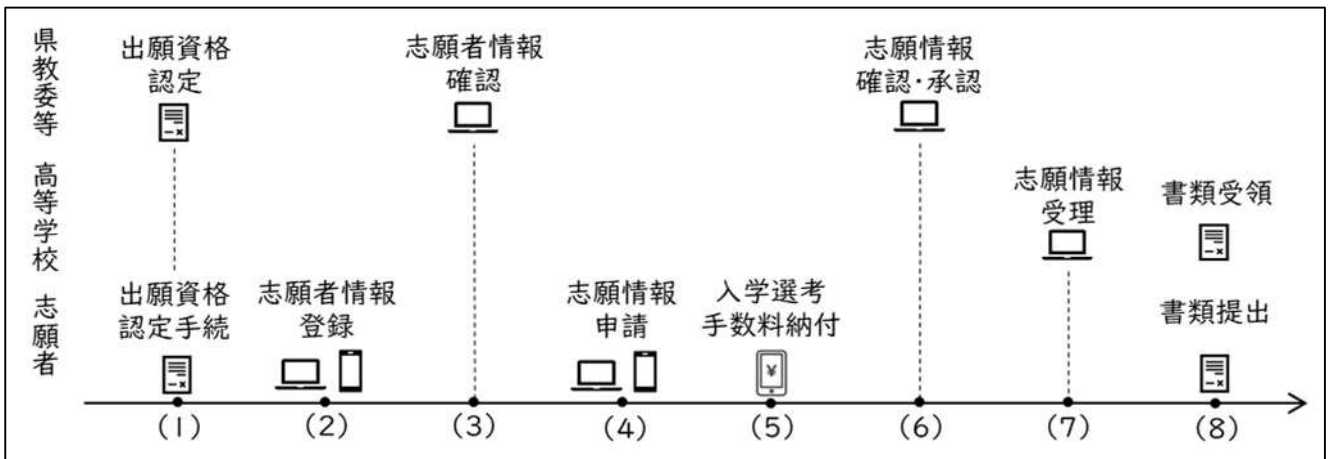 県教委等
高等学校
志願者
出願資格
認定
志願者情報
確認
志願情報
確認・承認
志願情報
受理
書類受領
出願資格
認定手続
志願者情報
登録
志願情報
申請
入学選考
手数料納付
¥
書類提出
(1)
(2)
(3)
(4)
(5)
(6)
(7)
(8)